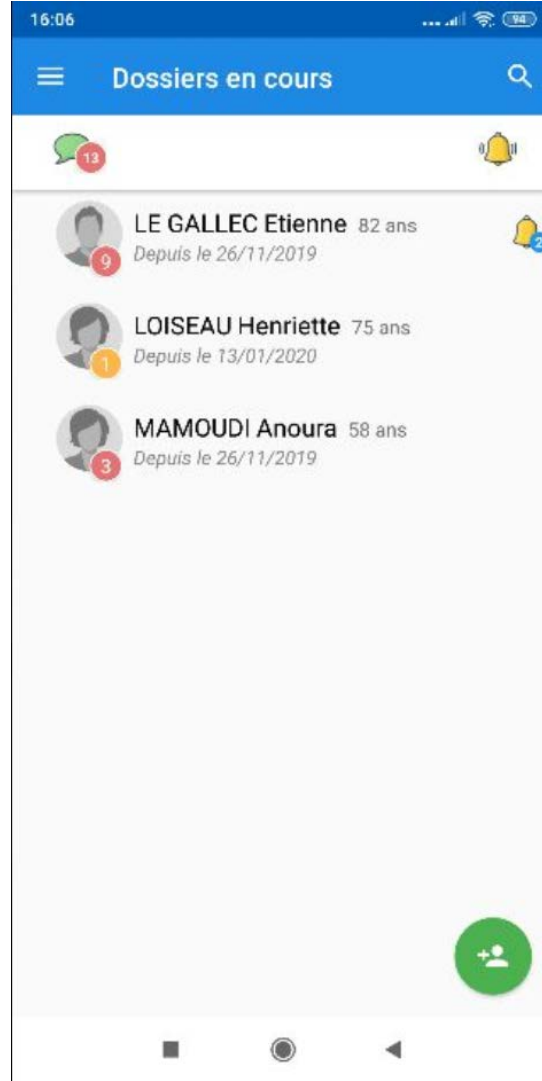 16:06 94
Dossiers en cours
13
LE GALLEC Etienne 82 ans
Depuis le 26/11/2019
9 2
LOISEAU Henriette 75 ans
Depuis le 13/01/2020
1
MAMOUDI Anoura 58 ans
Depuis le 26/11/2019
3